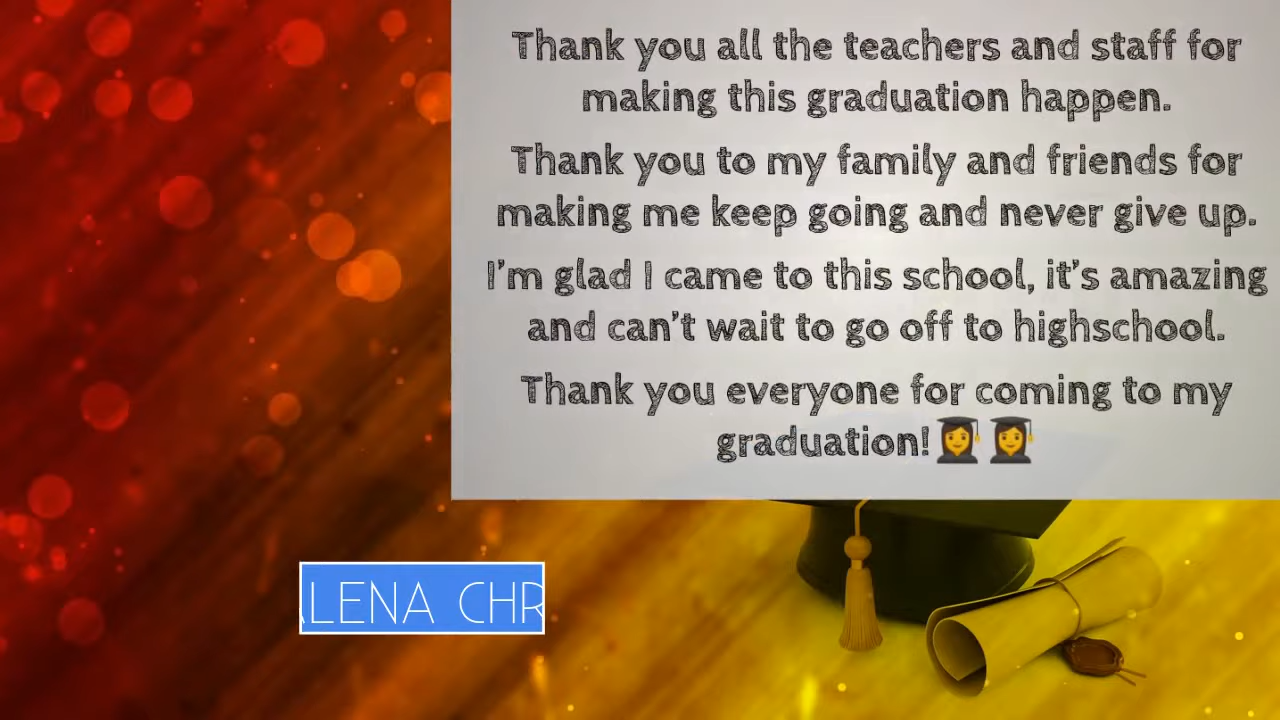 Thank you all the teachers and staff for
making this graduation happen.
Thank you to my family and friends for
making me keep going and never give up.
I'm glad I came to this school, it's amazing
and can't wait to go off to highschool.
Thank you everyone for coming to my
graduation!👩‍🎓👩‍🎓
LENA CHR